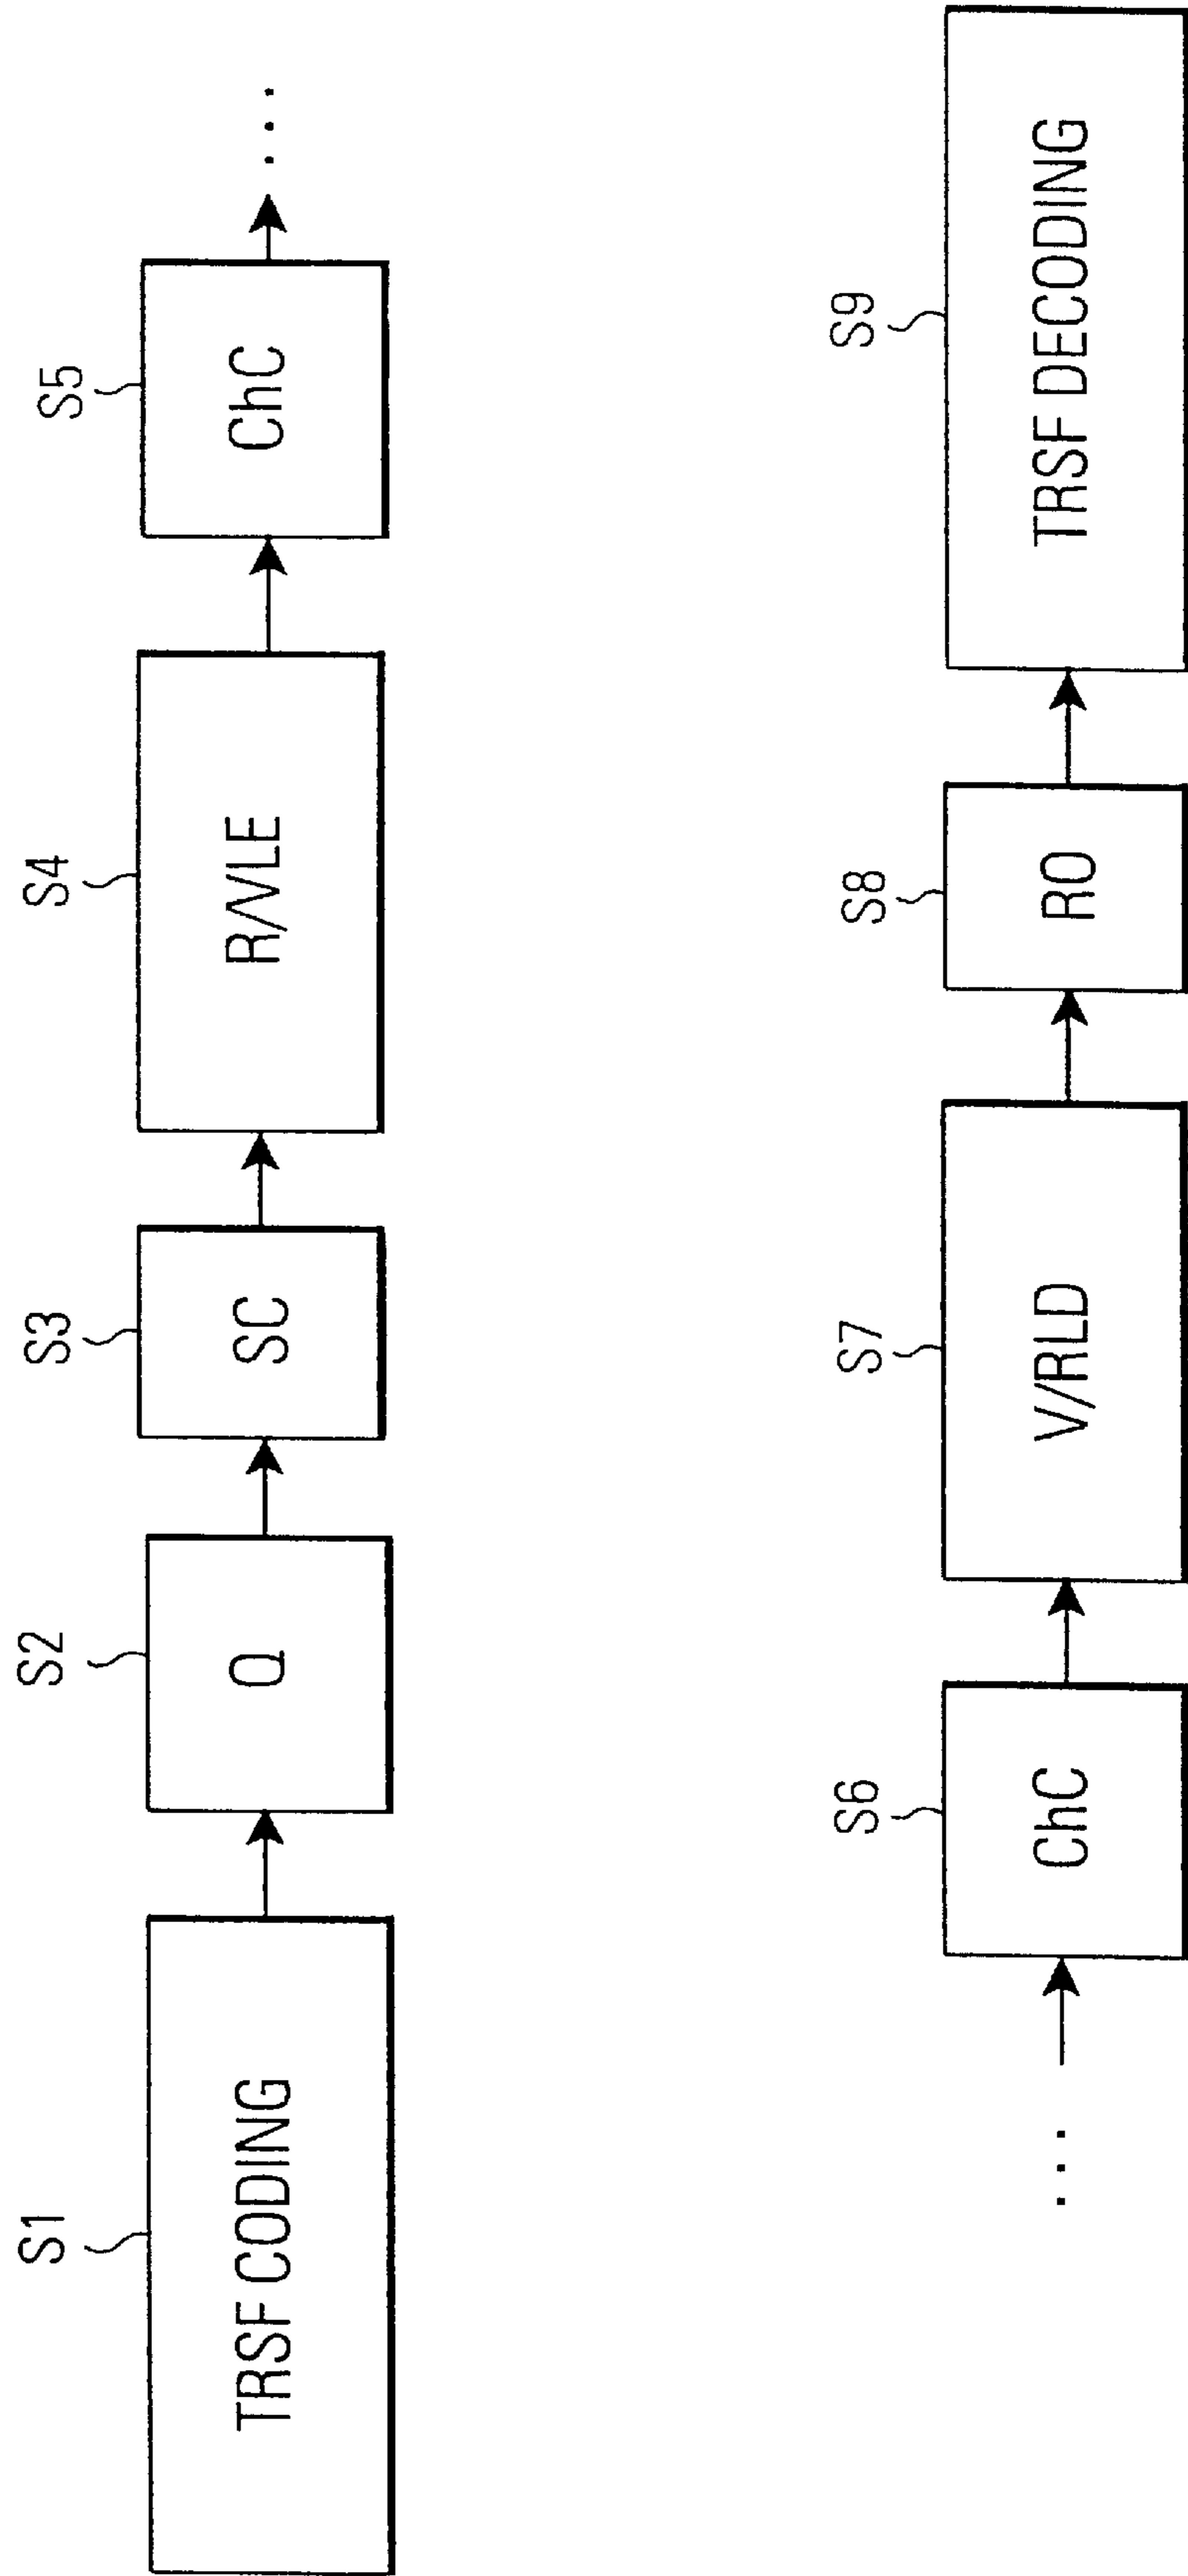 S1
TRSF CODING
S2
Q
S3
SC
S4
R/VLE
S5
ChC
...
...
S6
ChC
S7
V/RLD
S8
RO
S9
TRSF DECODING